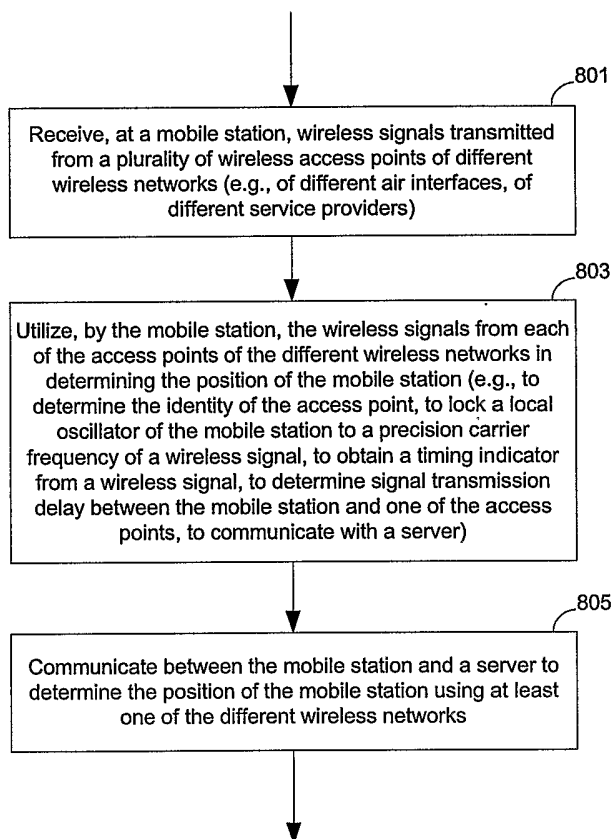 801
Receive, at a mobile station, wireless signals transmitted
from a plurality of wireless access points of different
wireless networks (e.g., of different air interfaces, of
different service providers)
803
Utilize, by the mobile station, the wireless signals from each
of the access points of the different wireless networks in
determining the position of the mobile station (e.g., to
determine the identity of the access point, to lock a local
oscillator of the mobile station to a precision carrier
frequency of a wireless signal, to obtain a timing indicator
from a wireless signal, to determine signal transmission
delay between the mobile station and one of the access
points, to communicate with a server)
805
Communicate between the mobile station and a server to
determine the position of the mobile station using at least
one of the different wireless networks